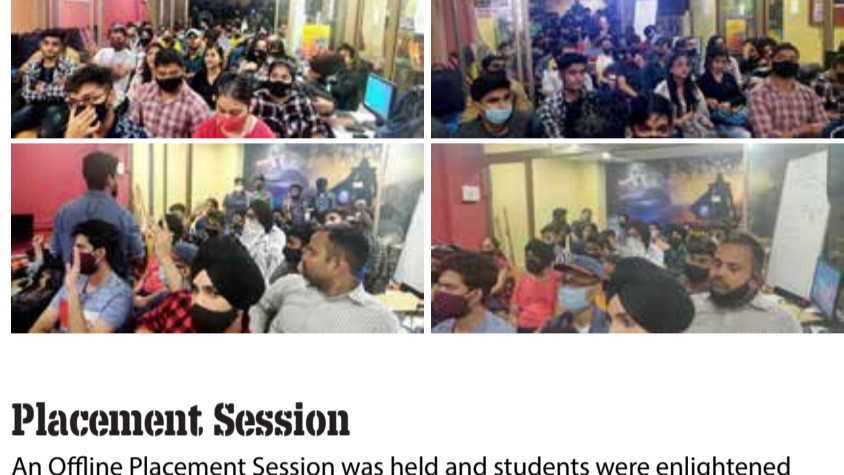 Placement Session
An Offline Placement Session was held and students were enlightened